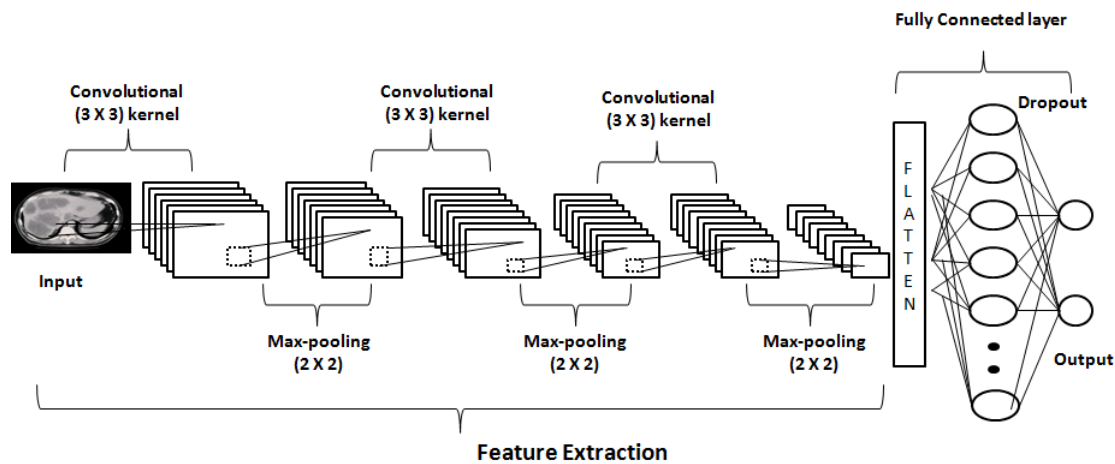 Fully Connected layer
Convolutional
(3 X 3) kernel
Convolutional
(3 X 3) kernel
Convolutional
(3 X 3) kernel
Dropout
F
L
A
T
T
E
N
Input
Max-pooling
(2 X 2)
Max-pooling
(2 X 2)
Max-pooling
(2 X 2)
Output
Feature Extraction